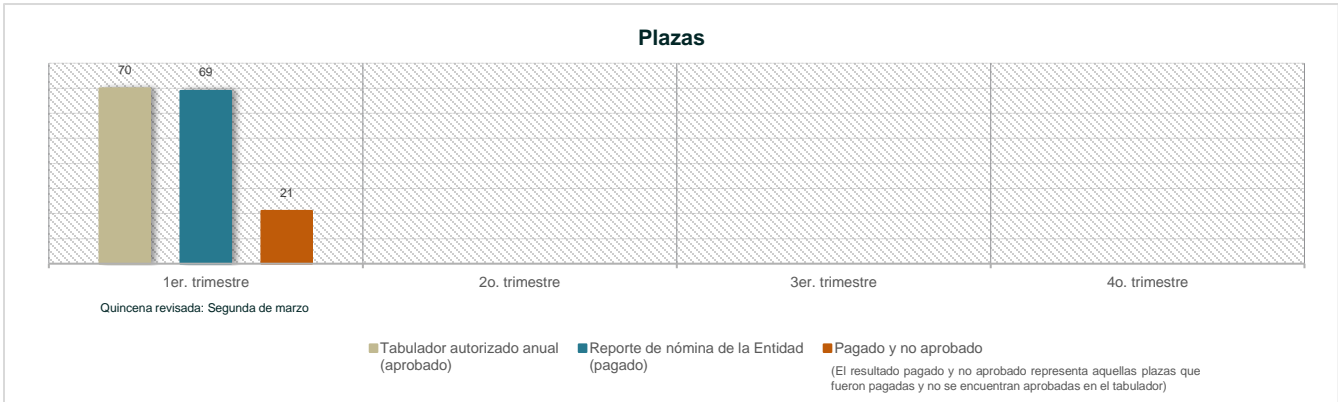 Plazas
70
69
21
1er. trimestre
2o. trimestre
3er. trimestre
4o. trimestre
Quincena revisada: Segunda de marzo
Tabulador autorizado anual
(aprobado)
Reporte de nómina de la Entidad
(pagado)
Pagado y no aprobado
(El resultado pagado y no aprobado representa aquellas plazas que
fueron pagadas y no se encuentran aprobadas en el tabulador)